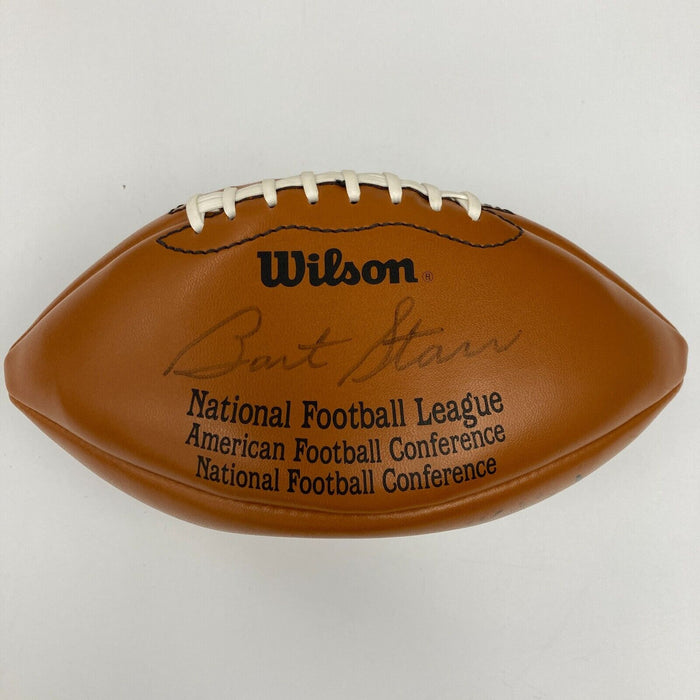 Wilson®
Bart Starr
National Football League
American Football Conference
National Football Conference